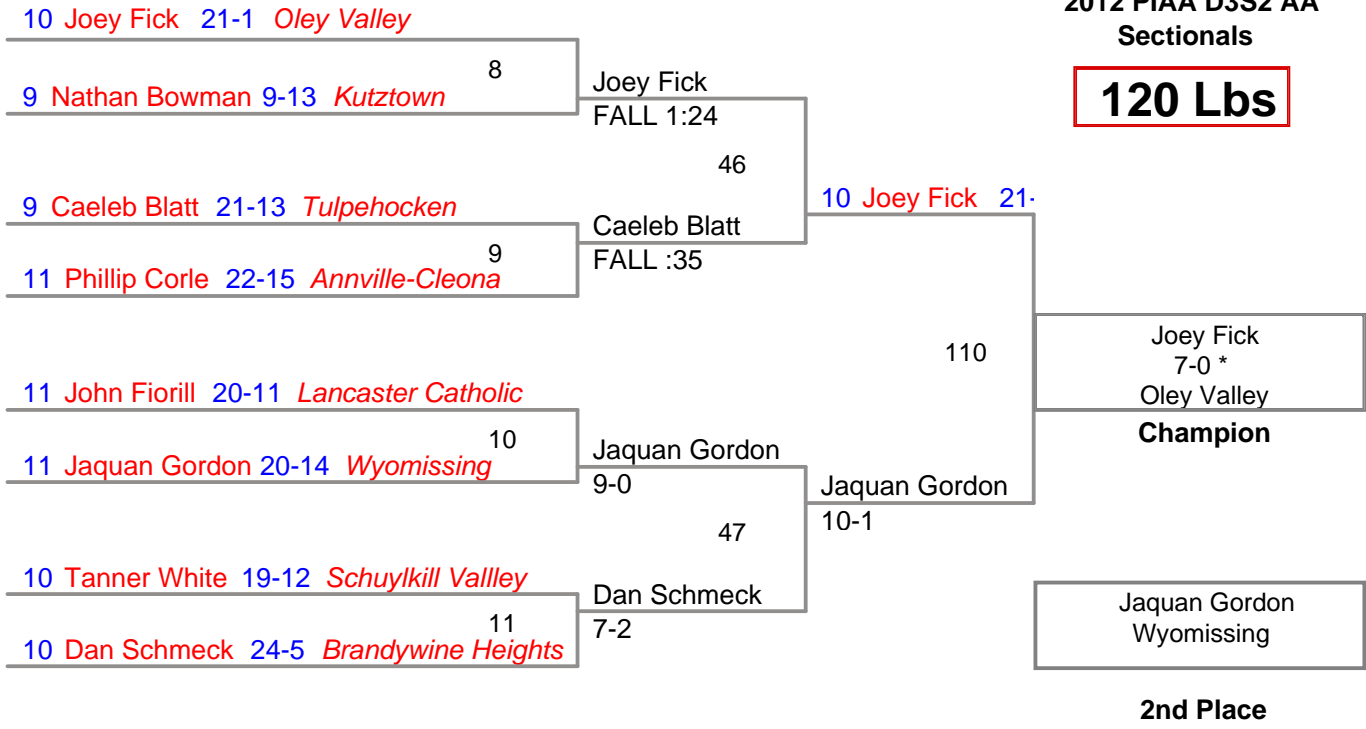 2012 PIAA D3S2 AA
Sectionals
120 Lbs
10 Joey Fick 21-1 Oley Valley
8
9 Nathan Bowman 9-13 Kutztown
Joey Fick
FALL 1:24
46
9 Caeleb Blatt 21-13 Tulpehocken
9
11 Phillip Corle 22-15 Annville-Cleona
Caeleb Blatt
FALL :35
10 Joey Fick 21-
110
11 John Fiorill 20-11 Lancaster Catholic
10
11 Jaquan Gordon 20-14 Wyomissing
Jaquan Gordon
9-0
47
Jaquan Gordon
10-1
10 Tanner White 19-12 Schuylkill Vallley
11
10 Dan Schmeck 24-5 Brandywine Heights
Dan Schmeck
7-2
Joey Fick
7-0 *
Oley Valley
Champion
Jaquan Gordon
Wyomissing
2nd Place